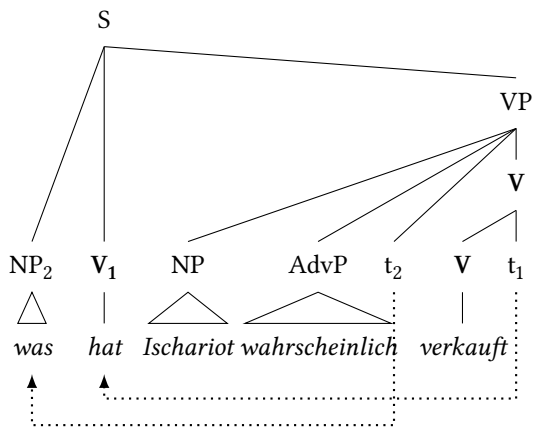 S
VP
V
NP₂ V₁ NP AdvP t₂ V t₁
was hat Ischariot wahrscheinlich verkauft